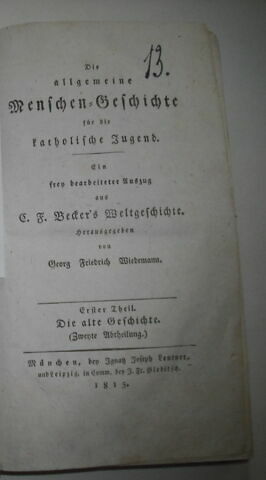 13.
Die
allgemeine
Menschen-Geschichte
für die
katholische Jugend.
Ein
frey bearbeiteter Auszug
aus
C. F. Becker's Weltgeschichte.
Herausgegeben
von
Georg Friedrich Wiedemann.
Erster Theil.
Die alte Geschichte.
(Zweyte Abtheilung.)
München, bey Ignatz Joseph Lentner,
und Leipzig, in Comm. bey J. Fr. Gleditsch.
1815.